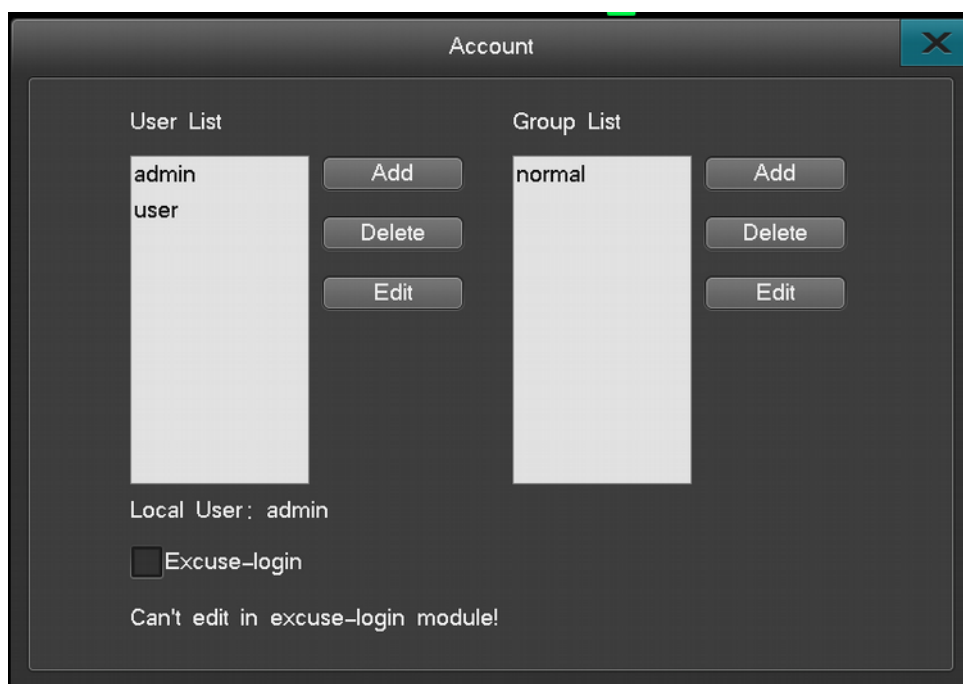 Account
User List
Group List
admin
Add
normal
Add
user
Delete
Delete
Edit
Edit
Local User: admin
Excuse-login
Can't edit in excuse-login module!